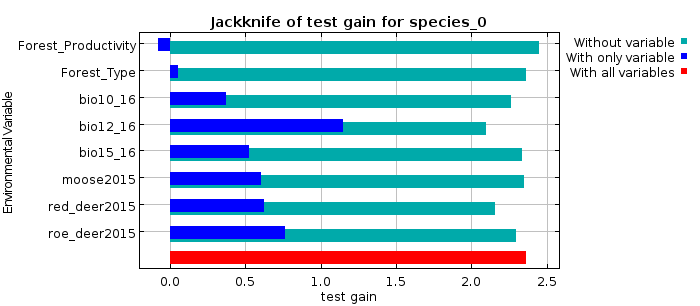 Jackknife of test gain for species_0
Environmental Variable
Forest_Productivity
Forest_Type
bio10_16
bio12_16
bio15_16
moose2015
red_deer2015
roe_deer2015
0.0 0.5 1.0 1.5 2.0 2.5
test gain
Without variable
With only variable
With all variables